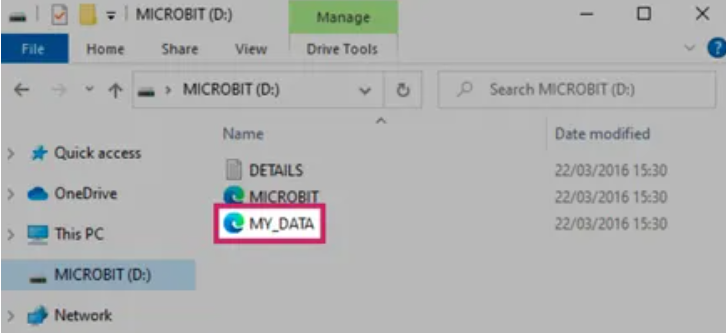 MICROBIT (D:)
Manage
File
Home
Share
View
Drive Tools
MICROBIT (D:)
Search MICROBIT (D:)
Name
Date modified
Quick access
OneDrive
This PC
MICROBIT (D:)
Network
DETAILS
22/03/2016 15:30
MICROBIT
22/03/2016 15:30
MY_DATA
22/03/2016 15:30